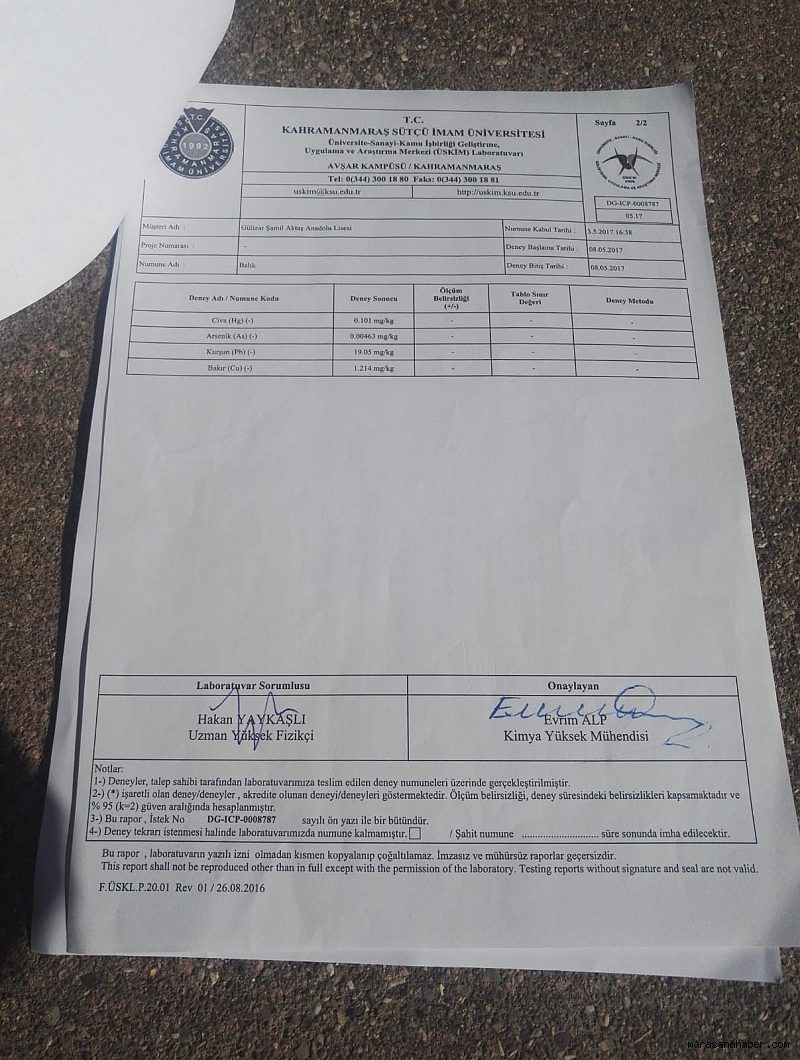 T.C.
KAHRAMANMARAŞ SÜTÇÜ İMAM ÜNİVERSİTESİ
Üniversite-Sanayi-Kamu İşbirliği Geliştirme,
Uygulama ve Araştırma Merkezi (ÜSKİM) Laboratuvarı
AVŞAR KAMPÜSÜ / KAHRAMANMARAŞ
Tel: 0(344) 300 18 80 Faks: 0(344) 300 18 81
uskim@ksu.edu.tr http://uskim.ksu.edu.tr
T.C.
1992
Sayfa 2/2
DG-ICP-0008787
05.17
Müşteri Adı : Gülizar Şamil Aktaş Anadolu Lisesi Numune Kabul Tarihi : 3.5.2017 16:38
Proje Numarası : - Deney Başlama Tarihi : 08.05.2017
Numune Adı : Balık Deney Bitiş Tarihi : 08.05.2017
Deney Adı / Numune Kodu Deney Sonucu Ölçüm Belirsizliği (+/-) Tablo Sınır Değeri Deney Metodu
Civa (Hg) (-) 0.101 mg/kg - - -
Arsenik (As) (-) 0.00463 mg/kg - - -
Kurşun (Pb) (-) 19.05 mg/kg - - -
Bakır (Cu) (-) 1.214 mg/kg - - -
Laboratuvar Sorumlusu Onaylayan
Hakan YAYKAŞLI Evrim ALP
Uzman Yüksek Fizikçi Kimya Yüksek Mühendisi
Notlar:
1-) Deneyler, talep sahibi tarafından laboratuvarımıza teslim edilen deney numuneleri üzerinde gerçekleştirilmiştir.
2-) (*) işaretli olan deney/deneyler , akredite olunan deneyi/deneyleri göstermektedir. Ölçüm belirsizliği, deney süresindeki belirsizlikleri kapsamaktadır ve
% 95 (k=2) güven aralığında hesaplanmıştır.
3-) Bu rapor , İstek No DG-ICP-0008787 sayılı ön yazı ile bir bütündür.
4-) Deney tekrarı istenmesi halinde laboratuvarımızda numune kalmamıştır. / Şahit numune ........................ süre sonunda imha edilecektir.
Bu rapor , laboratuvarın yazılı izni olmadan kısmen kopyalanıp çoğaltılamaz. İmzasız ve mühürsüz raporlar geçersizdir.
This report shall not be reproduced other than in full except with the permission of the laboratory. Testing reports without signature and seal are not valid.
F.ÜSKL.P.20.01 Rev 01 / 26.08.2016
marasanahaber.com